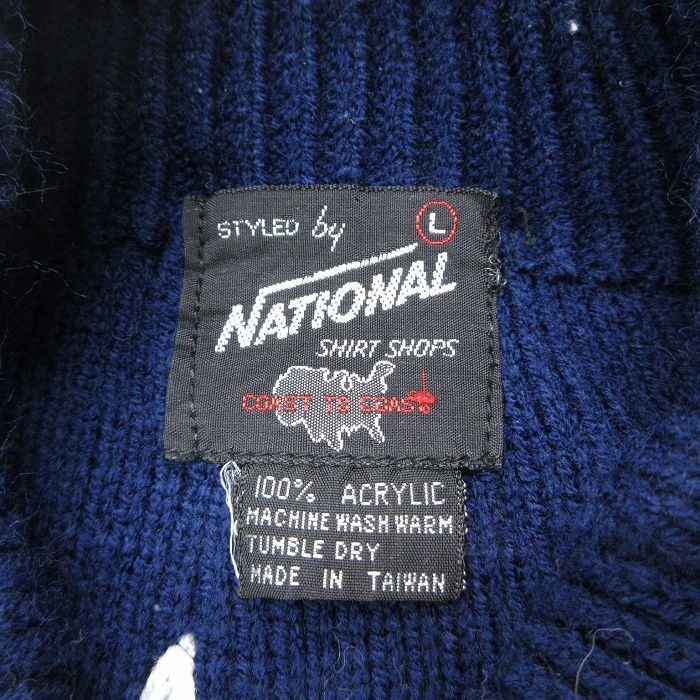 STYLED by L
NATIONAL
SHIRT SHOPS
COAST TO COAST
100% ACRYLIC
MACHINE WASH WARM
TUMBLE DRY
MADE IN TAIWAN